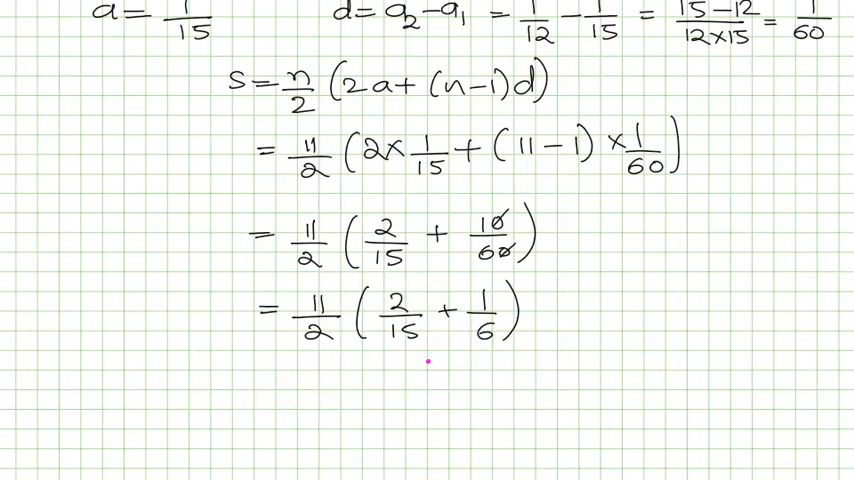 a = 1/15 d = a₂ - a₁ = 1/12 - 1/15 = 15-12/12×15 = 1/60
S = n/2 (2a + (n-1)d)
= 11/2 (2 × 1/15 + (11 - 1) × 1/60)
= 11/2 (2/15 + 10/60)
= 11/2 (2/15 + 1/6)